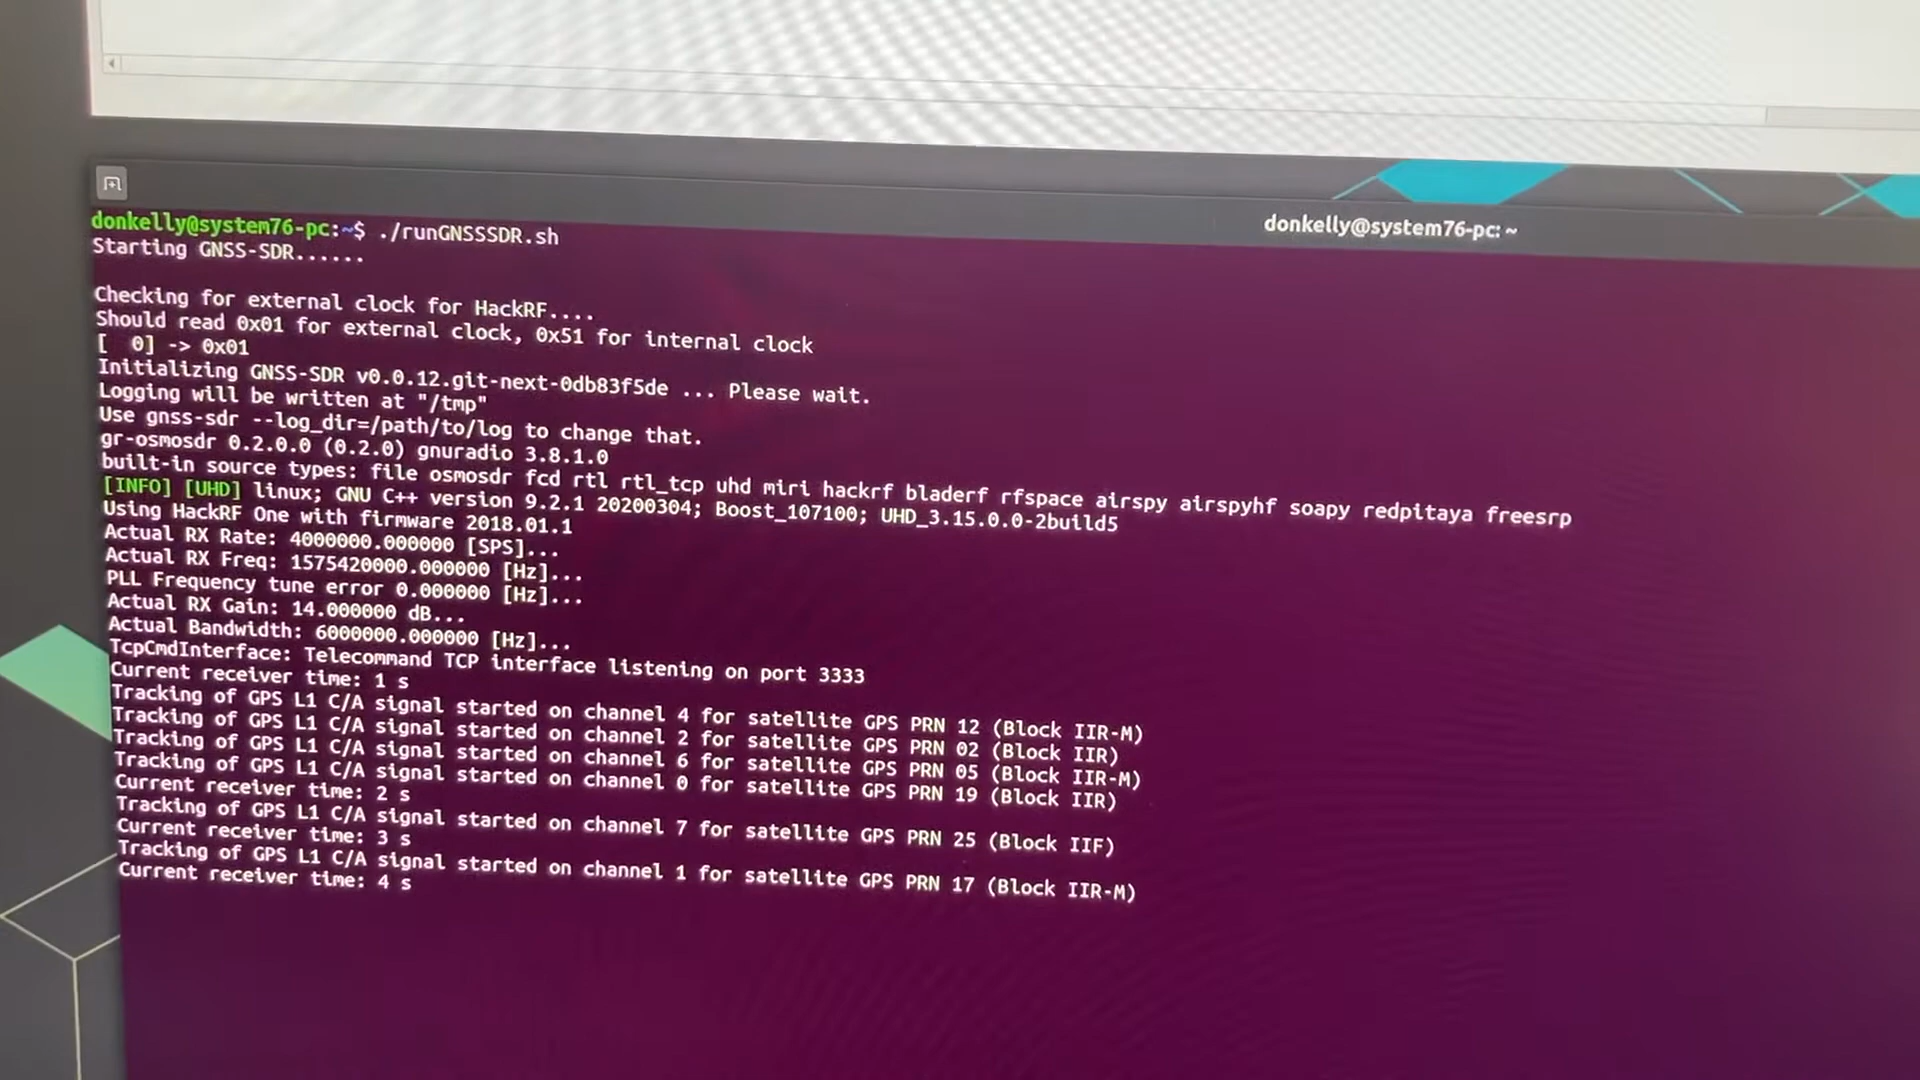 donkelly@system76-pc: ~
donkelly@system76-pc:~$ ./runGNSSSDR.sh
Starting GNSS-SDR......
Checking for external clock for HackRF....
Should read 0x01 for external clock, 0x51 for internal clock
[  0] -> 0x01
Initializing GNSS-SDR v0.0.12.git-next-0db83f5de ... Please wait.
Logging will be written at "/tmp"
Use gnss-sdr --log_dir=/path/to/log to change that.
gr-osmosdr 0.2.0.0 (0.2.0) gnuradio 3.8.1.0
built-in source types: file osmosdr fcd rtl rtl_tcp uhd miri hackrf bladerf rfspace airspy airspyhf soapy redpitaya freesrp
[INFO] [UHD] linux; GNU C++ version 9.2.1 20200304; Boost_107100; UHD_3.15.0.0-2build5
Using HackRF One with firmware 2018.01.1
Actual RX Rate: 4000000.000000 [SPS]...
Actual RX Freq: 1575420000.000000 [Hz]...
PLL Frequency tune error 0.000000 [Hz]...
Actual RX Gain: 14.000000 dB...
Actual Bandwidth: 6000000.000000 [Hz]...
TcpCmdInterface: Telecommand TCP interface listening on port 3333
Current receiver time: 1 s
Tracking of GPS L1 C/A signal started on channel 4 for satellite GPS PRN 12 (Block IIR-M)
Tracking of GPS L1 C/A signal started on channel 2 for satellite GPS PRN 02 (Block IIR)
Tracking of GPS L1 C/A signal started on channel 6 for satellite GPS PRN 05 (Block IIR-M)
Tracking of GPS L1 C/A signal started on channel 0 for satellite GPS PRN 19 (Block IIR)
Current receiver time: 2 s
Tracking of GPS L1 C/A signal started on channel 7 for satellite GPS PRN 25 (Block IIF)
Current receiver time: 3 s
Tracking of GPS L1 C/A signal started on channel 1 for satellite GPS PRN 17 (Block IIR-M)
Current receiver time: 4 s